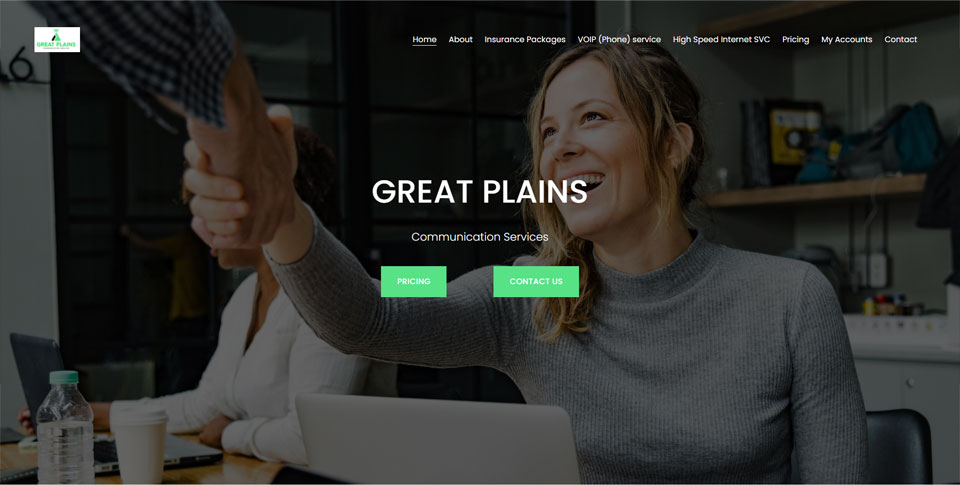 GREAT PLAINS
Home About Insurance Packages VOIP (Phone) service High Speed Internet SVC Pricing My Accounts Contact
GREAT PLAINS
Communication Services
PRICING CONTACT US